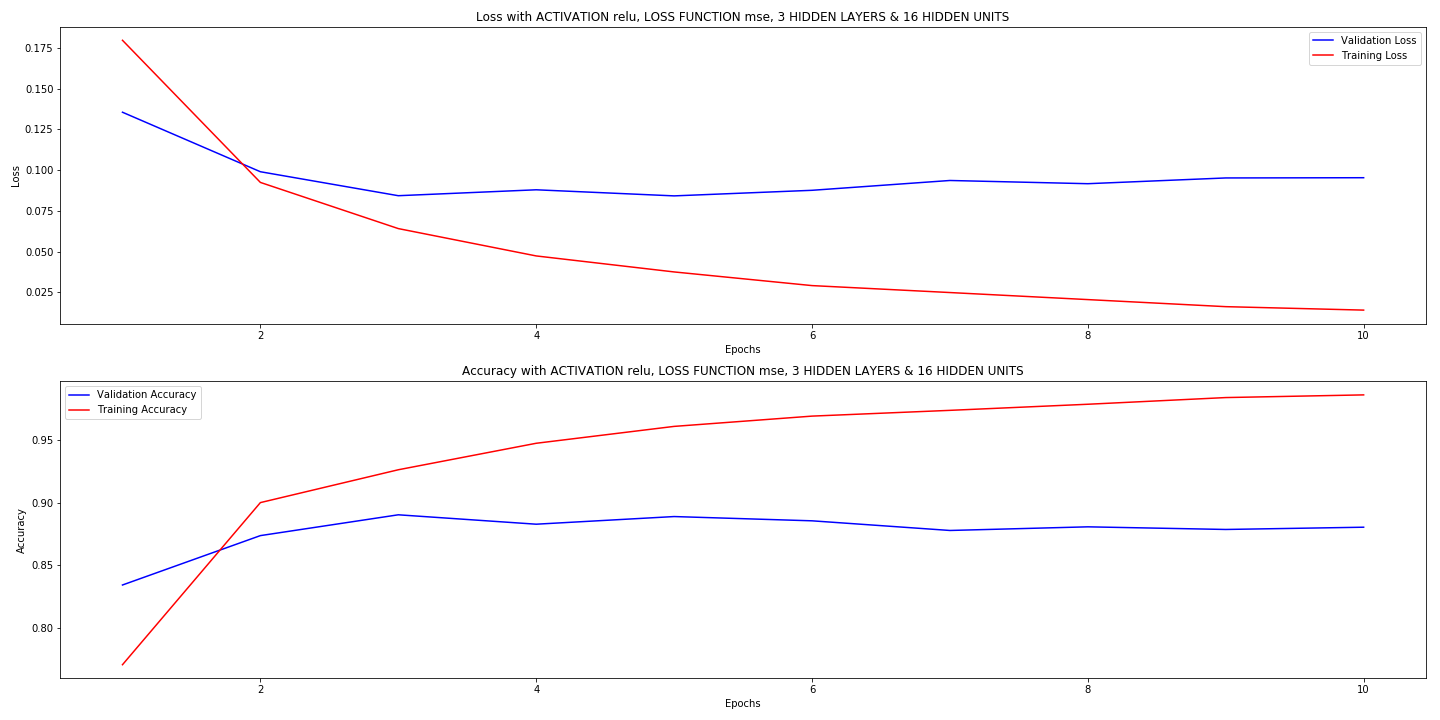 Loss with ACTIVATION relu, LOSS FUNCTION mse, 3 HIDDEN LAYERS & 16 HIDDEN UNITS
Validation Loss
Training Loss
0.175
0.150
0.125
0.100
0.075
0.050
0.025
Loss
2 4 6 8 10
Epochs
Accuracy with ACTIVATION relu, LOSS FUNCTION mse, 3 HIDDEN LAYERS & 16 HIDDEN UNITS
Validation Accuracy
Training Accuracy
0.95
0.90
0.85
0.80
Accuracy
2 4 6 8 10
Epochs